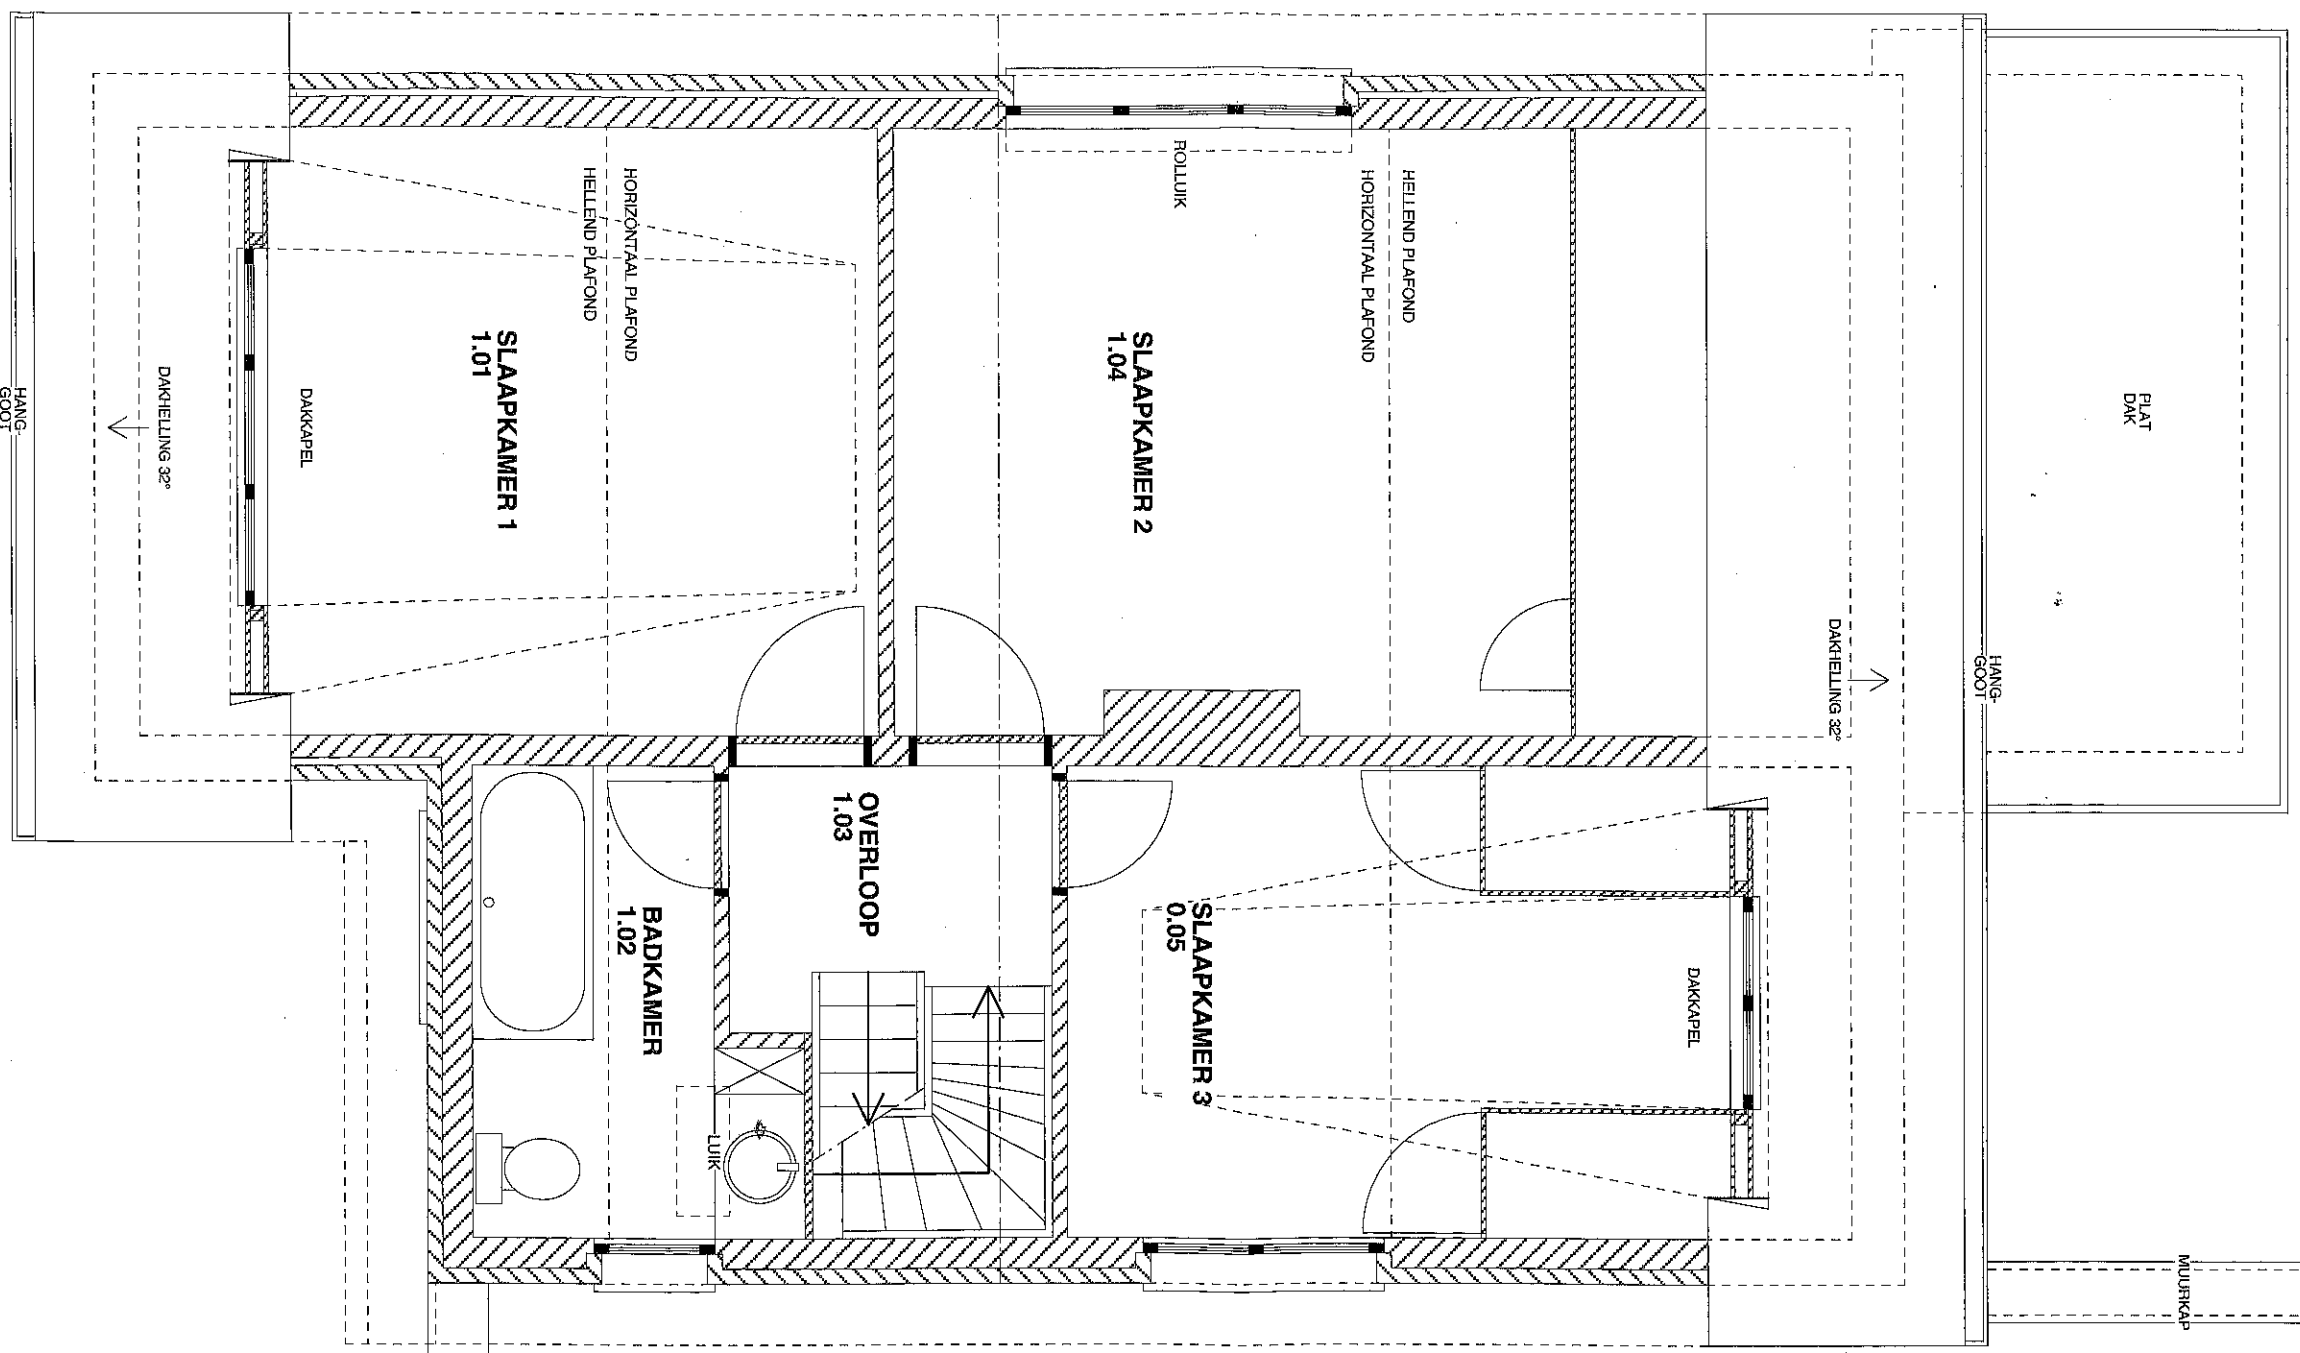 HANG-
GOOT
DAKHELLING 32°
DAKKAPEL
SLAAPKAMER 1
1.01
HELLEND PLAFOND
HORIZONTAAL PLAFOND
ROLLUIK
SLAAPKAMER 2
1.04
HORIZONTAAL PLAFOND
HELLEND PLAFOND
PLAT
DAK
DAKHELLING 32°
HANG-
GOOT
OVERLOOP
1.03
BADKAMER
1.02
LUIK
SLAAPKAMER 3
0.05
DAKKAPEL
MUURKAP